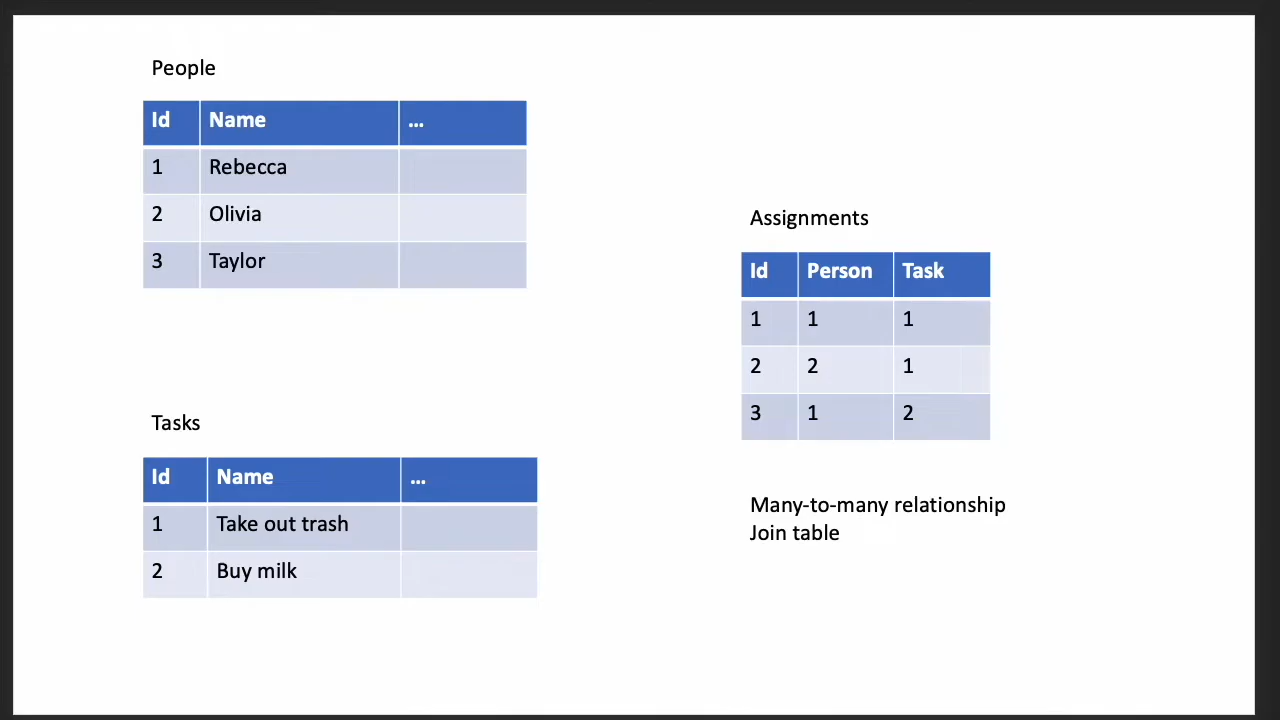 People
Id Name ...
1 Rebecca
2 Olivia
3 Taylor
Assignments
Id Person Task
1 1 1
2 2 1
3 1 2
Tasks
Id Name ...
1 Take out trash
2 Buy milk
Many-to-many relationship
Join table